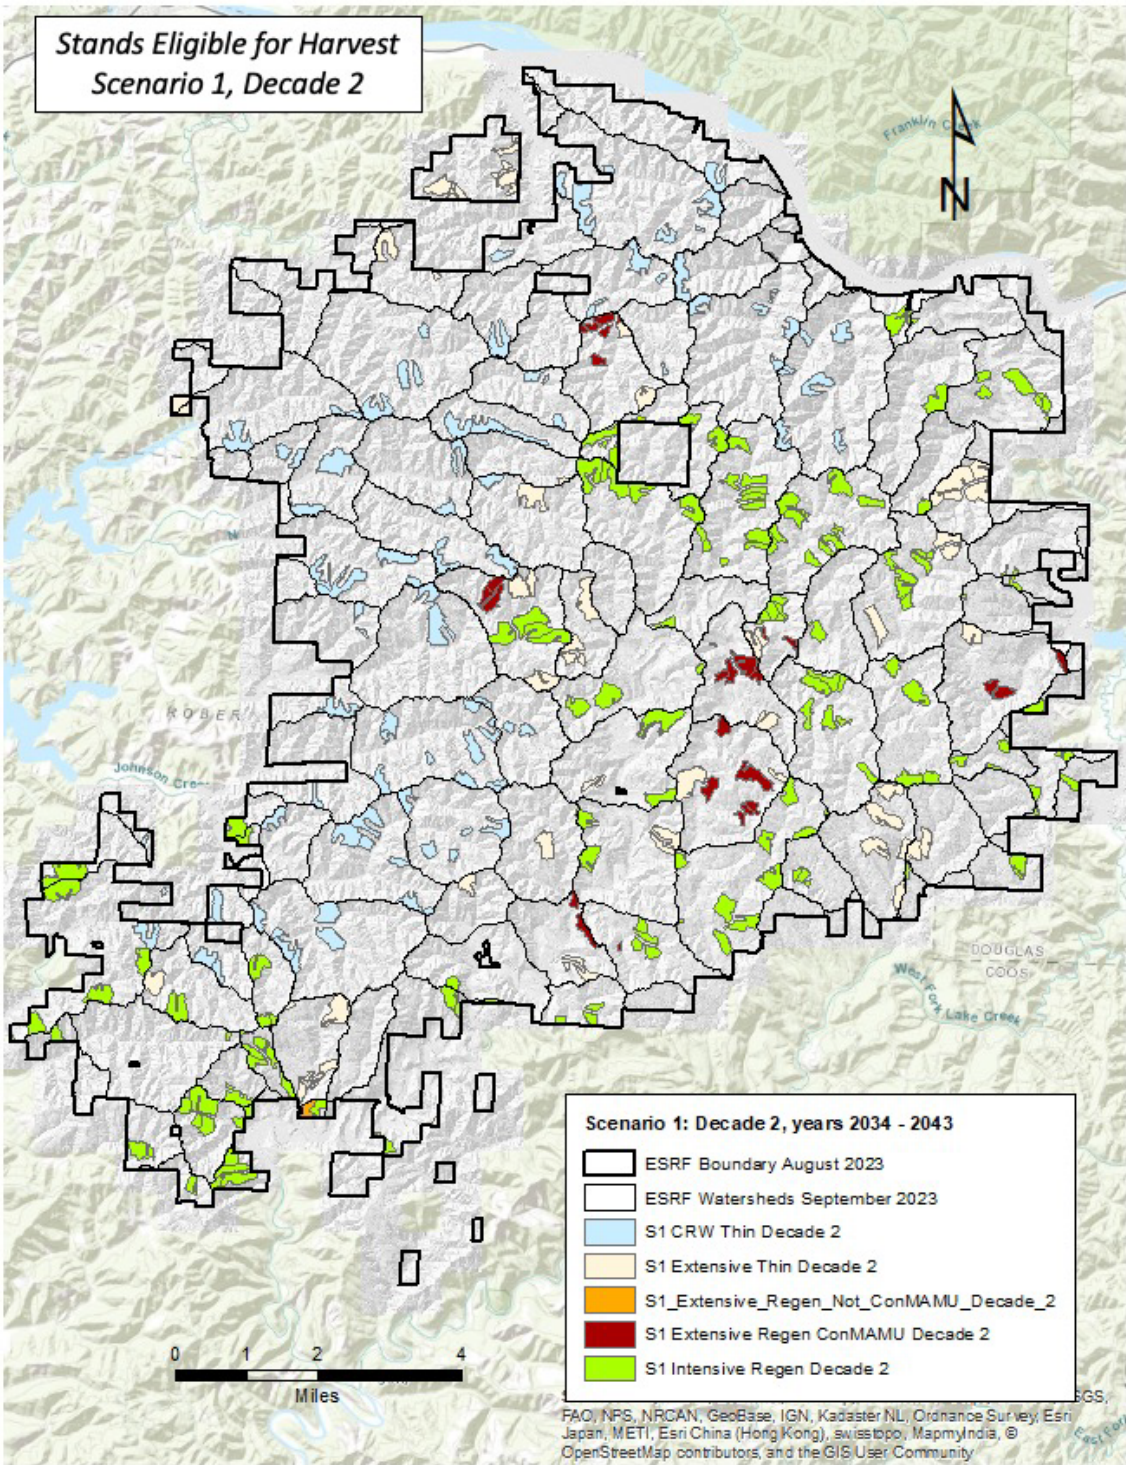 Stands Eligible for Harvest
Scenario 1, Decade 2
Franklin Creek
N
ROBER
Johnson Cre
DOUGLAS
COOS
West Fork Lake Creek
Scenario 1: Decade 2, years 2034 - 2043
ESRF Boundary August 2023
ESRF Watersheds September 2023
S1 CRW Thin Decade 2
S1 Extensive Thin Decade 2
S1_Extensive_Regen_Not_ConMAMU_Decade_2
S1 Extensive Regen ConMAMU Decade 2
S1 Intensive Regen Decade 2
0 1 2 4
Miles
SGS,
FAO, NPS, NRCAN, GeoBase, IGN, Kadaster NL, Ordnance Survey, Esri
Japan, METI, Esri China (Hong Kong), swisstopo, MapmyIndia, ©
OpenStreetMap contributors, and the GIS User Community
East For